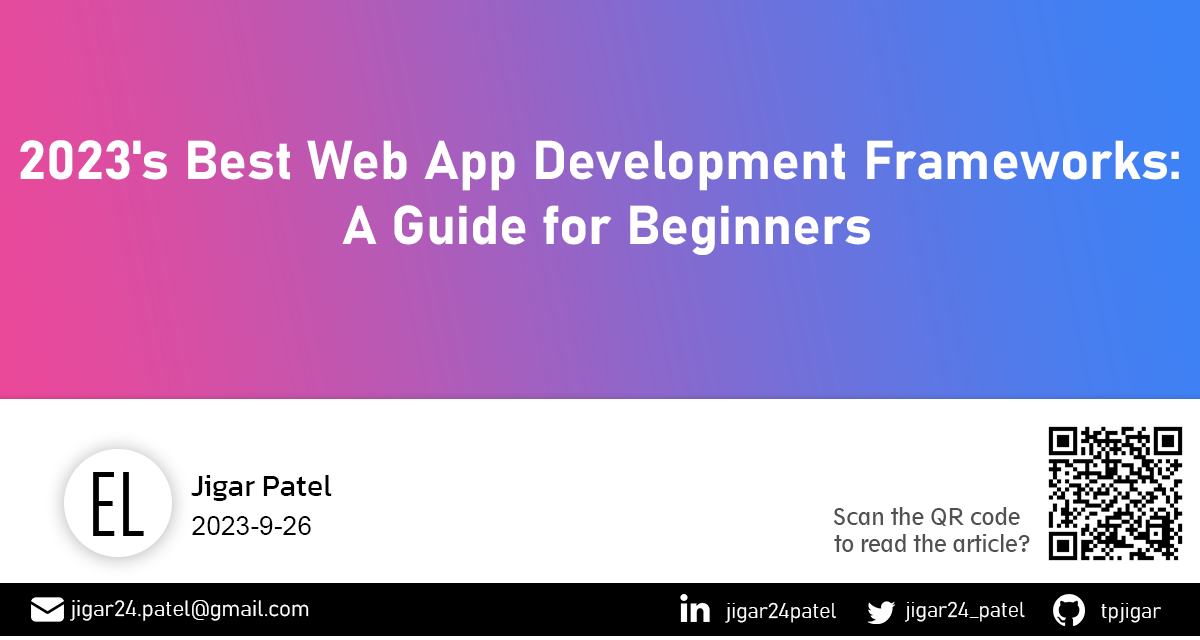 2023's Best Web App Development Frameworks:
A Guide for Beginners
EL
Jigar Patel
2023-9-26
Scan the QR code
to read the article?
jigar24.patel@gmail.com
in jigar24patel
jigar24_patel
tpjigar